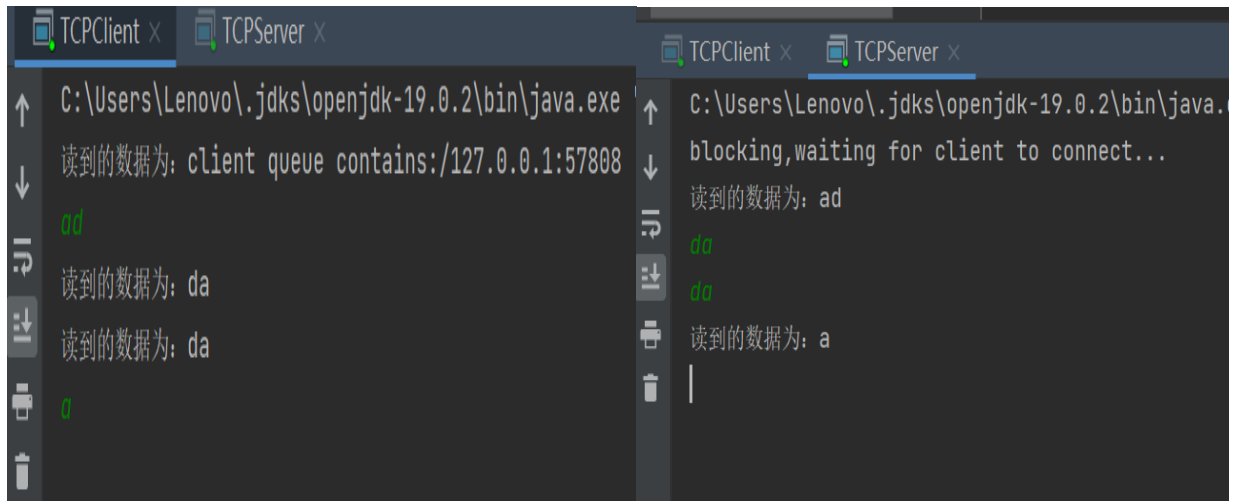 TCPClient × TCPServer ×
C:\Users\Lenovo\.jdks\openjdk-19.0.2\bin\java.exe
读到的数据为: client queue contains:/127.0.0.1:57808
ad
读到的数据为: da
读到的数据为: da
a
TCPClient × TCPServer ×
C:\Users\Lenovo\.jdks\openjdk-19.0.2\bin\java.
blocking,waiting for client to connect...
读到的数据为: ad
da
da
读到的数据为: a